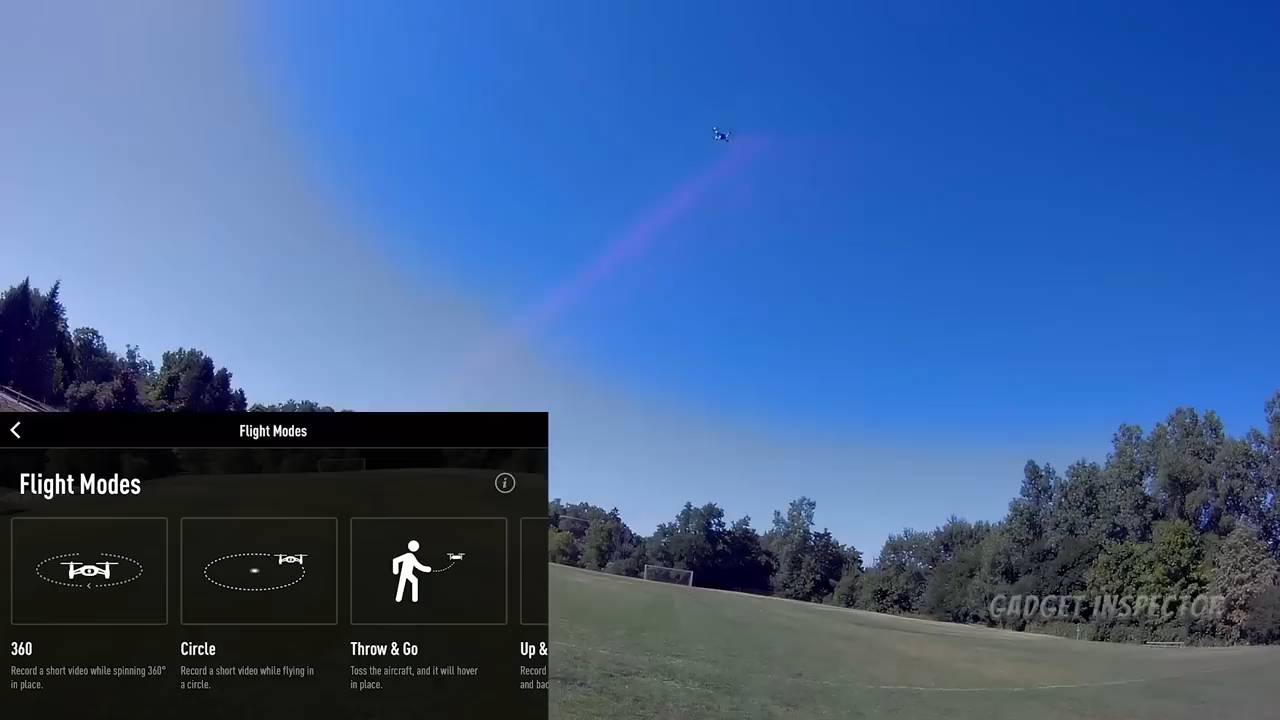 Flight Modes
Flight Modes
360
Record a short video while spinning 360°
in place.
Circle
Record a short video while flying in
a circle.
Throw & Go
Toss the aircraft, and it will hover
in place.
Up &
Record
and bac
GADGET INSPECTOR